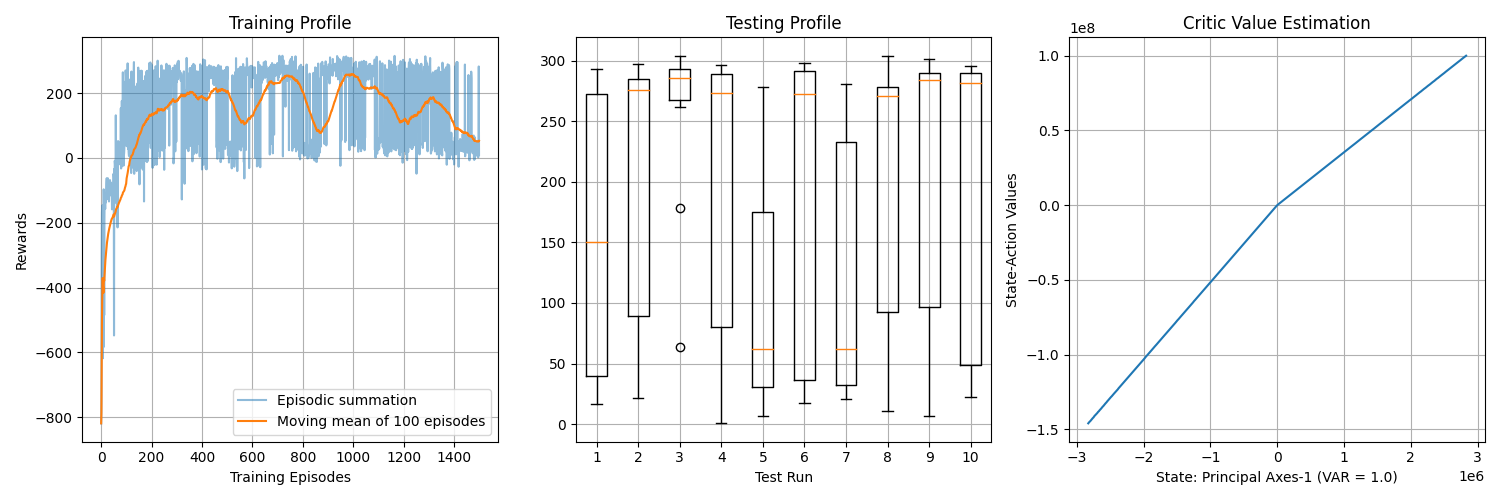 Training Profile
Rewards
200
0
−200
−400
−600
−800
Episodic summation
Moving mean of 100 episodes
0 200 400 600 800 1000 1200 1400
Training Episodes
Testing Profile
300
250
200
150
100
50
0
1 2 3 4 5 6 7 8 9 10
Test Run
Critic Value Estimation
1e8
State-Action Values
1.0
0.5
0.0
−0.5
−1.0
−1.5
−3 −2 −1 0 1 2 3
1e6
State: Principal Axes-1 (VAR = 1.0)